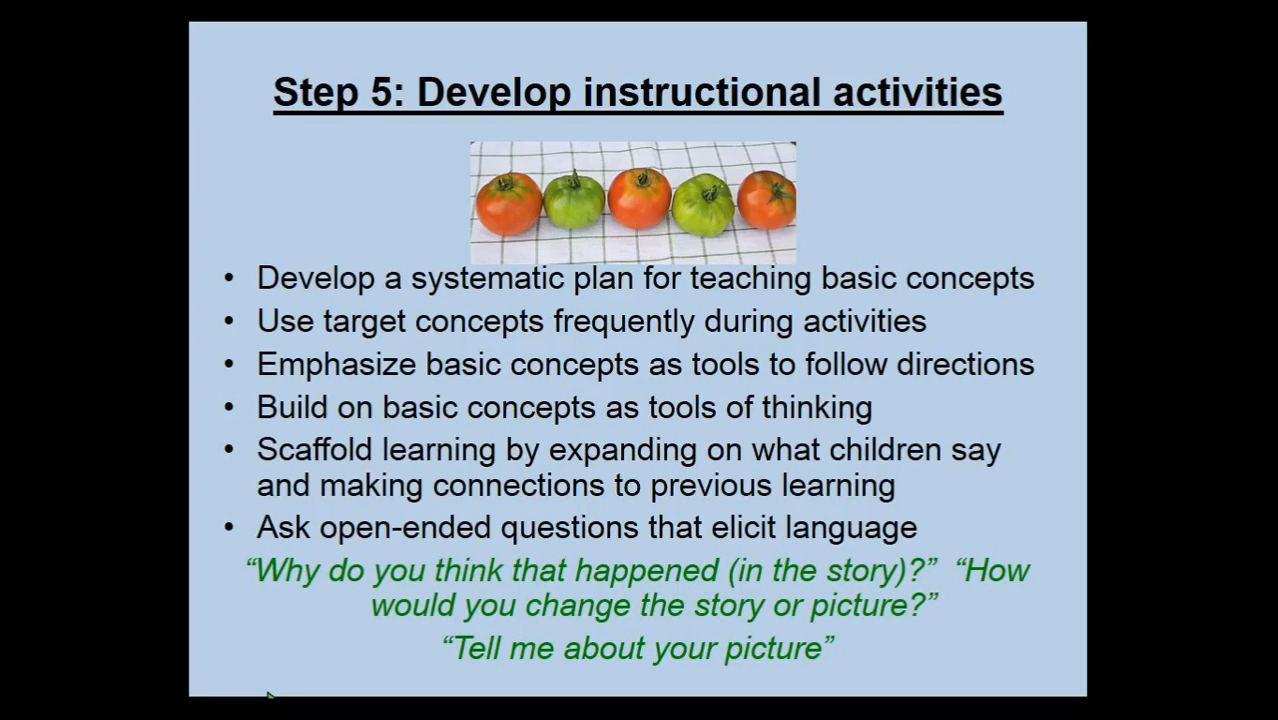 Step 5: Develop instructional activities
• Develop a systematic plan for teaching basic concepts
• Use target concepts frequently during activities
• Emphasize basic concepts as tools to follow directions
• Build on basic concepts as tools of thinking
• Scaffold learning by expanding on what children say
and making connections to previous learning
• Ask open-ended questions that elicit language
“Why do you think that happened (in the story)?” “How
would you change the story or picture?”
“Tell me about your picture”